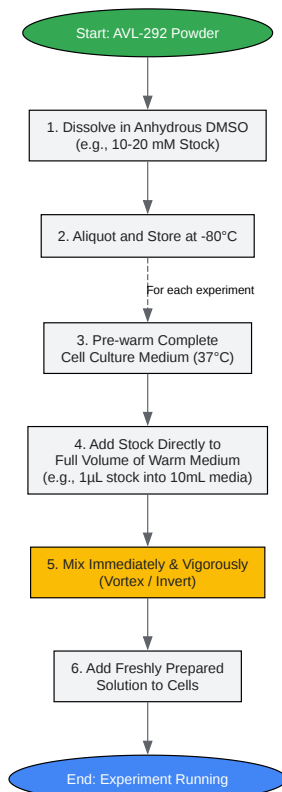 Start: AVL-292 Powder
1. Dissolve in Anhydrous DMSO
(e.g., 10-20 mM Stock)
2. Aliquot and Store at -80°C
For each experiment
3. Pre-warm Complete
Cell Culture Medium (37°C)
4. Add Stock Directly to
Full Volume of Warm Medium
(e.g., 1µL stock into 10mL media)
5. Mix Immediately & Vigorously
(Vortex / Invert)
6. Add Freshly Prepared
Solution to Cells
End: Experiment Running